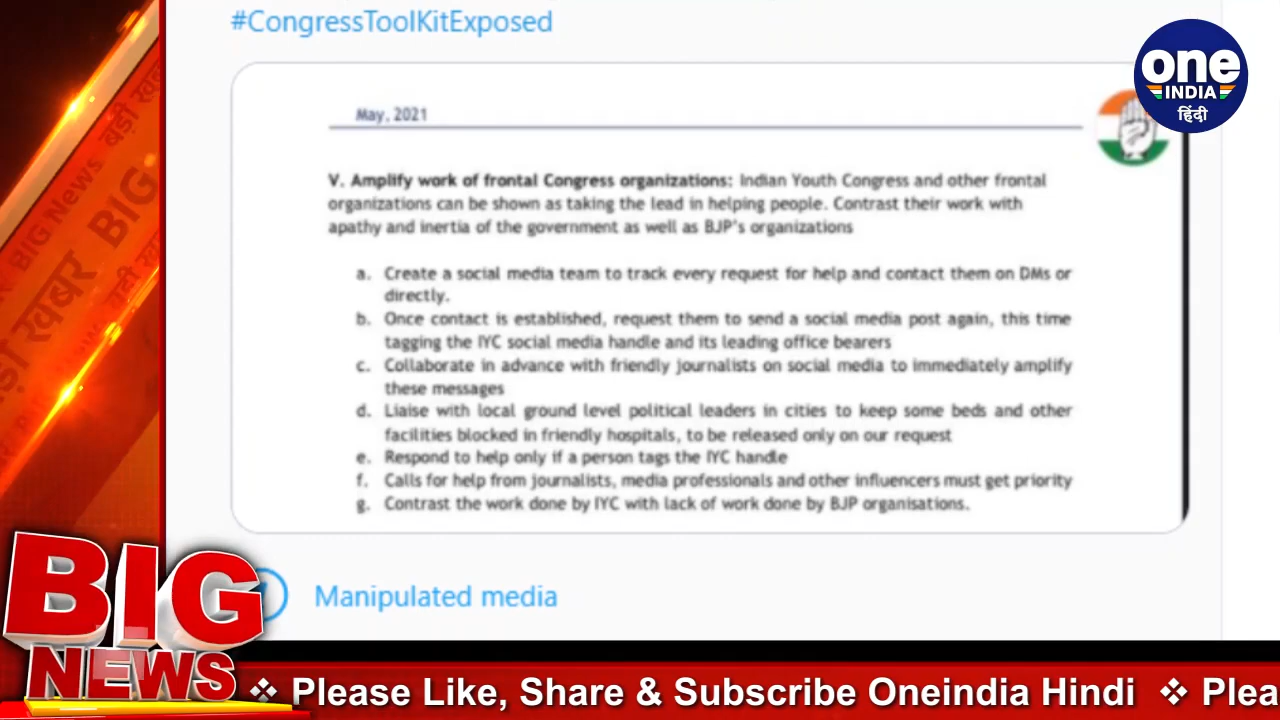 #CongressToolKitExposed
one
INDIA
हिंदी
May, 2021
V. Amplify work of frontal Congress organizations: Indian Youth Congress and other frontal
organizations can be shown as taking the lead in helping people. Contrast their work with
apathy and inertia of the government as well as BJP's organizations
a. Create a social media team to track every request for help and contact them on DMs or
directly.
b. Once contact is established, request them to send a social media post again, this time
tagging the IYC social media handle and its leading office bearers
c. Collaborate in advance with friendly journalists on social media to immediately amplify
these messages
d. Liaise with local ground level political leaders in cities to keep some beds and other
facilities blocked in friendly hospitals, to be released only on our request
e. Respond to help only if a person tags the IYC handle
f. Calls for help from journalists, media professionals and other influencers must get priority
g. Contrast the work done by IYC with lack of work done by BJP organisations.
Manipulated media
बड़ी खबर
BIG News
BIG
ड़ी खबर
BIG
NEWS
❖ Please Like, Share & Subscribe Oneindia Hindi ❖ Plea